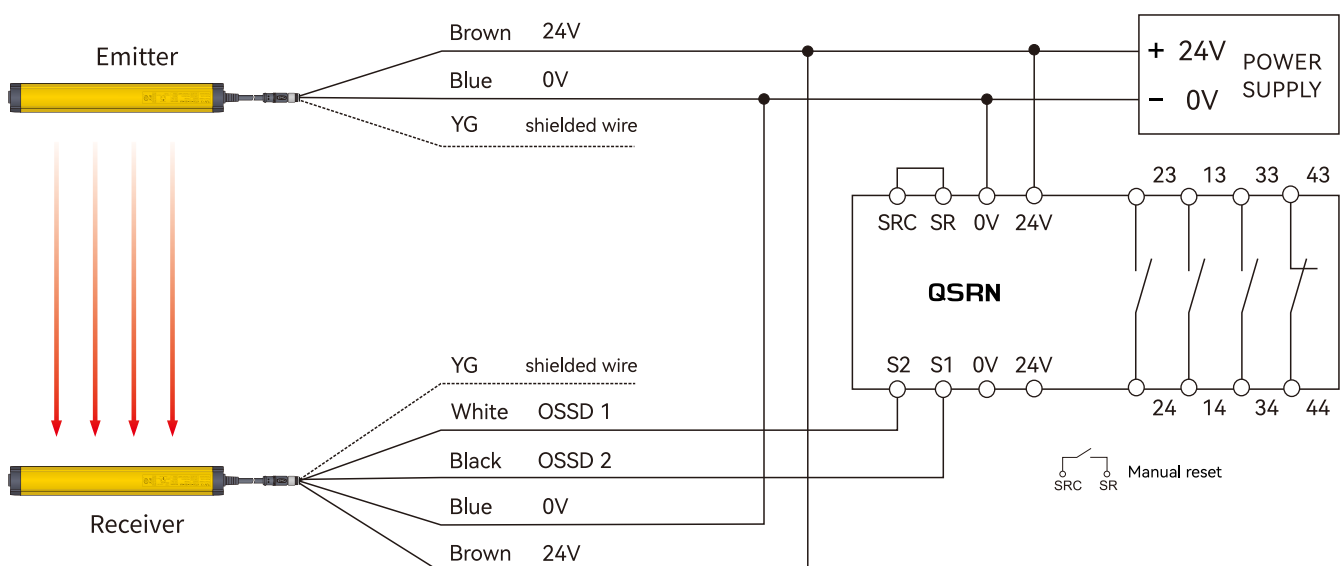 Emitter
Brown 24V
Blue 0V
YG shielded wire
+ 24V
- 0V
POWER
SUPPLY
23 13 33 43
SRC SR 0V 24V
QSRN
S2 S1 0V 24V
24 14 34 44
YG shielded wire
White OSSD 1
Black OSSD 2
Blue 0V
Brown 24V
Receiver
SRC SR Manual reset